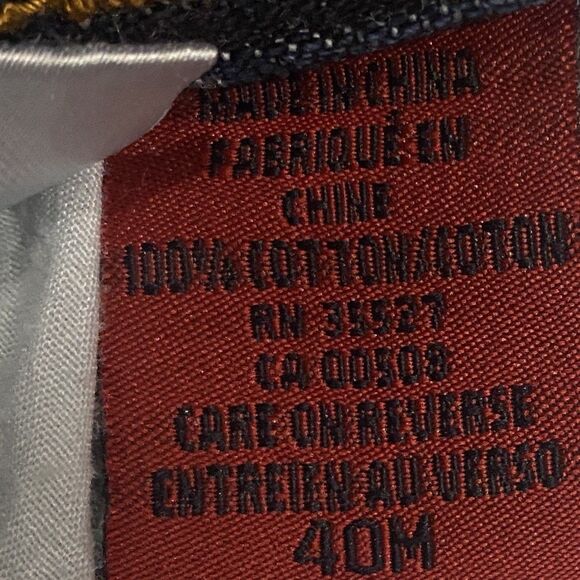 MADE IN CHINA
FABRIQUÉ EN
CHINE
100% COTTON/COTON
RN 35527
CA 00508
CARE ON REVERSE
ENTREIEN AU VERSO
40M